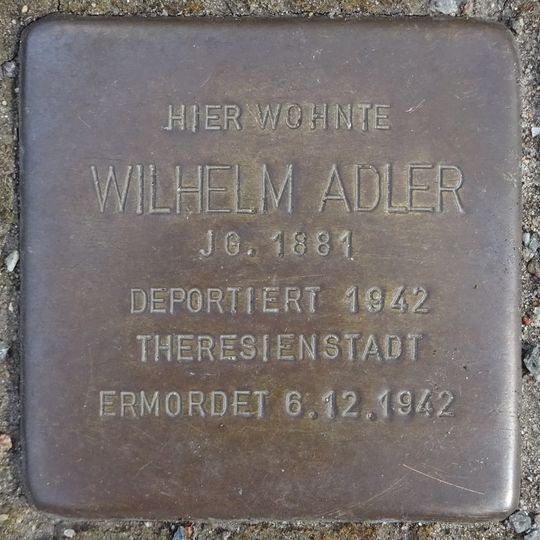 HIER WOHNTE
WILHELM ADLER
JG. 1881
DEPORTIERT 1942
THERESIENSTADT
ERMORDET 6.12.1942